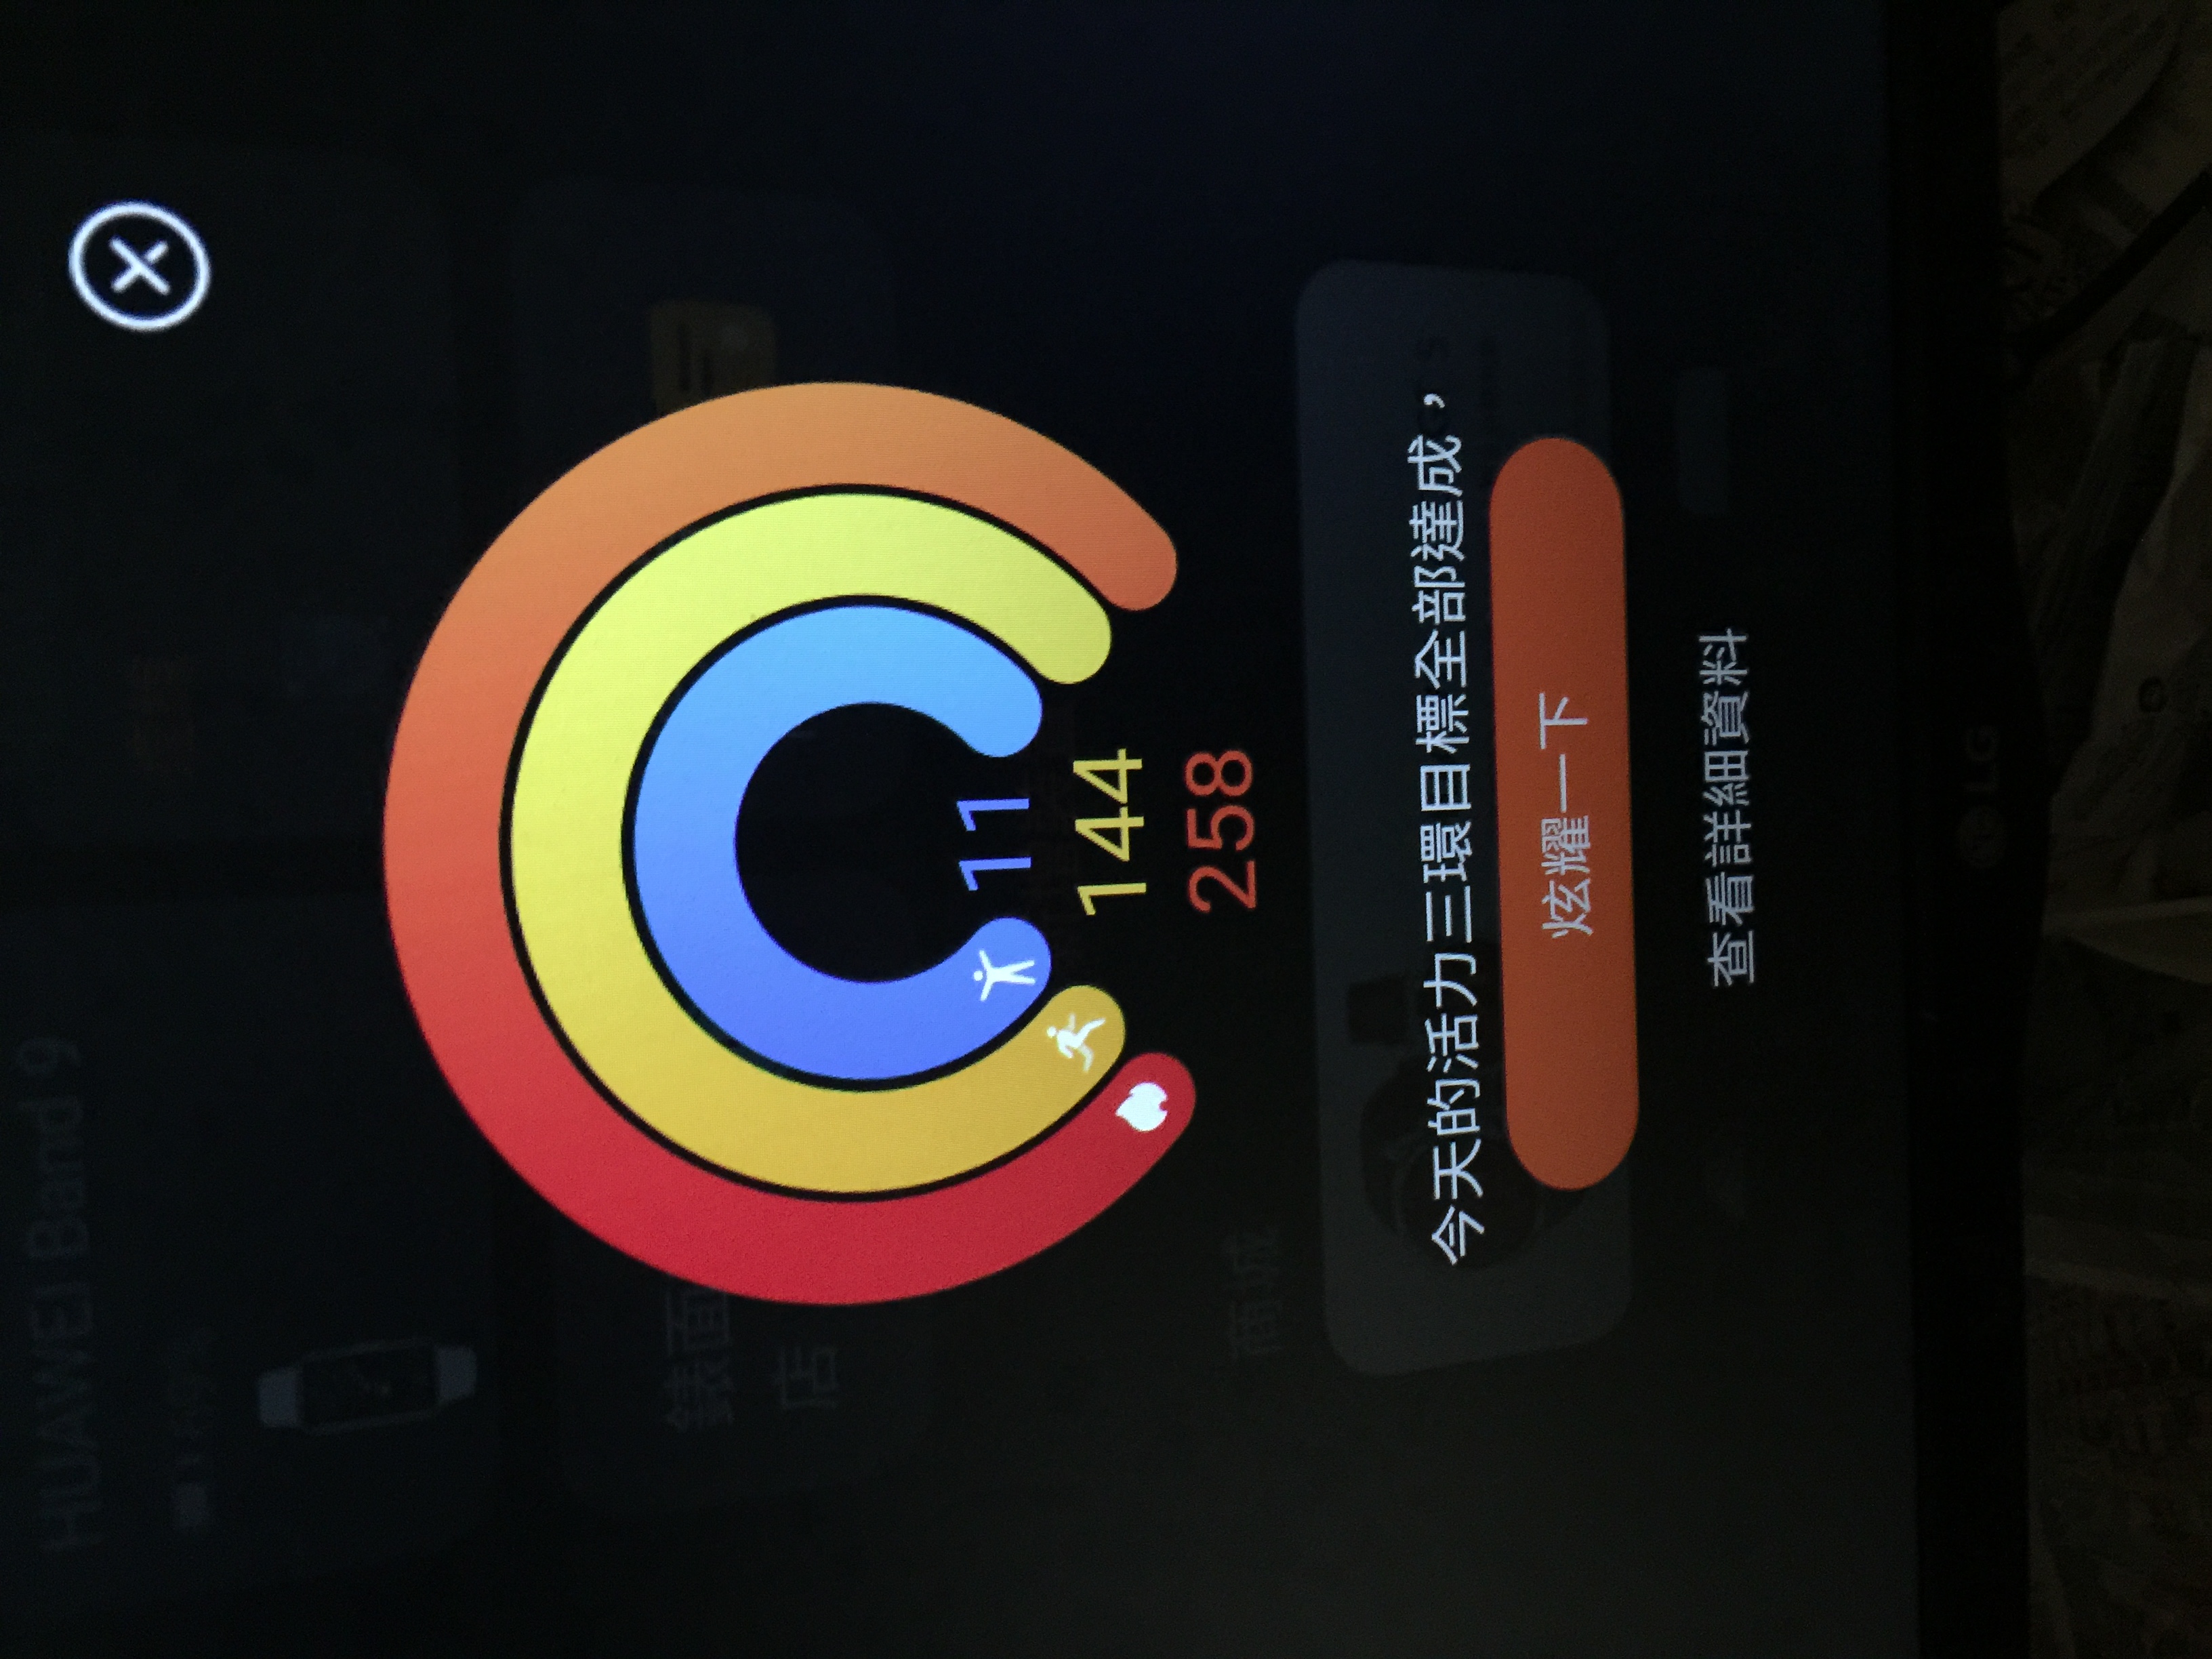 HUAWEI Band 9
錶面
店
11
144
258
商城
今天的活力三環目標全部達成，
炫耀一下
查看詳細資料
LG